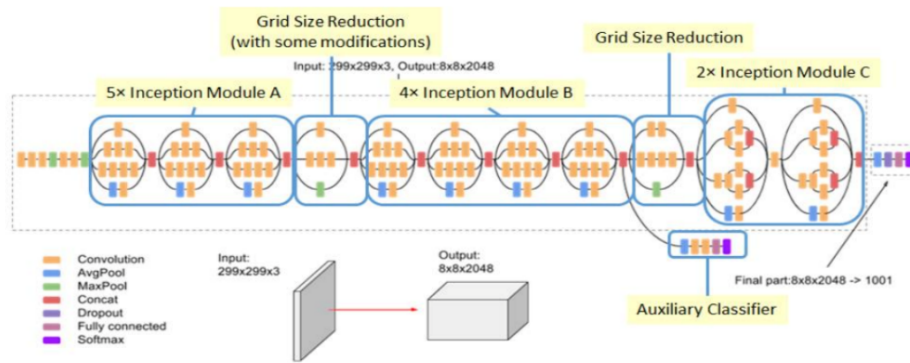 Grid Size Reduction
(with some modifications)
Grid Size Reduction
Input: 299x299x3, Output:8x8x2048
2× Inception Module C
5× Inception Module A
4× Inception Module B
Convolution
AvgPool
MaxPool
Concat
Dropout
Fully connected
Softmax
Input:
299x299x3
Output:
8x8x2048
Final part:8x8x2048 -> 1001
Auxiliary Classifier